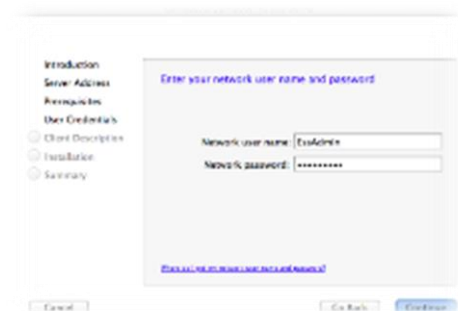 Introduction
Server Address
Prerequisites
User Credentials
Client Description
Installation
Summary
Enter your network user name and password
Network user name: EssAdmin
Network password: •••••••••
Cancel
Go Back
Continue